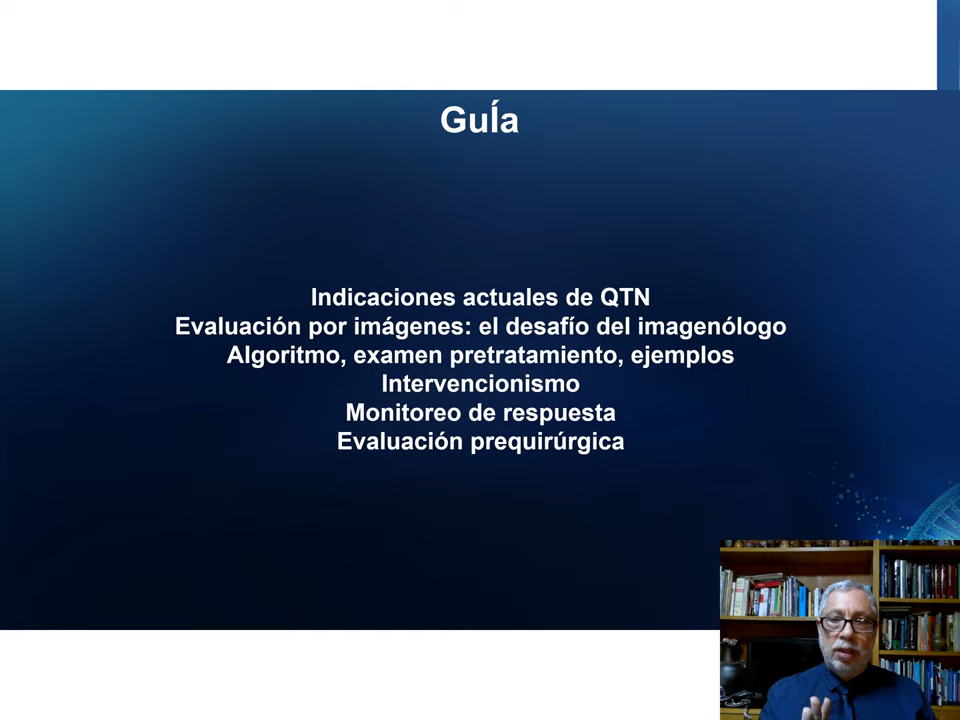 GuÍa
Indicaciones actuales de QTN
Evaluación por imágenes: el desafío del imagenólogo
Algoritmo, examen pretratamiento, ejemplos
Intervencionismo
Monitoreo de respuesta
Evaluación prequirúrgica